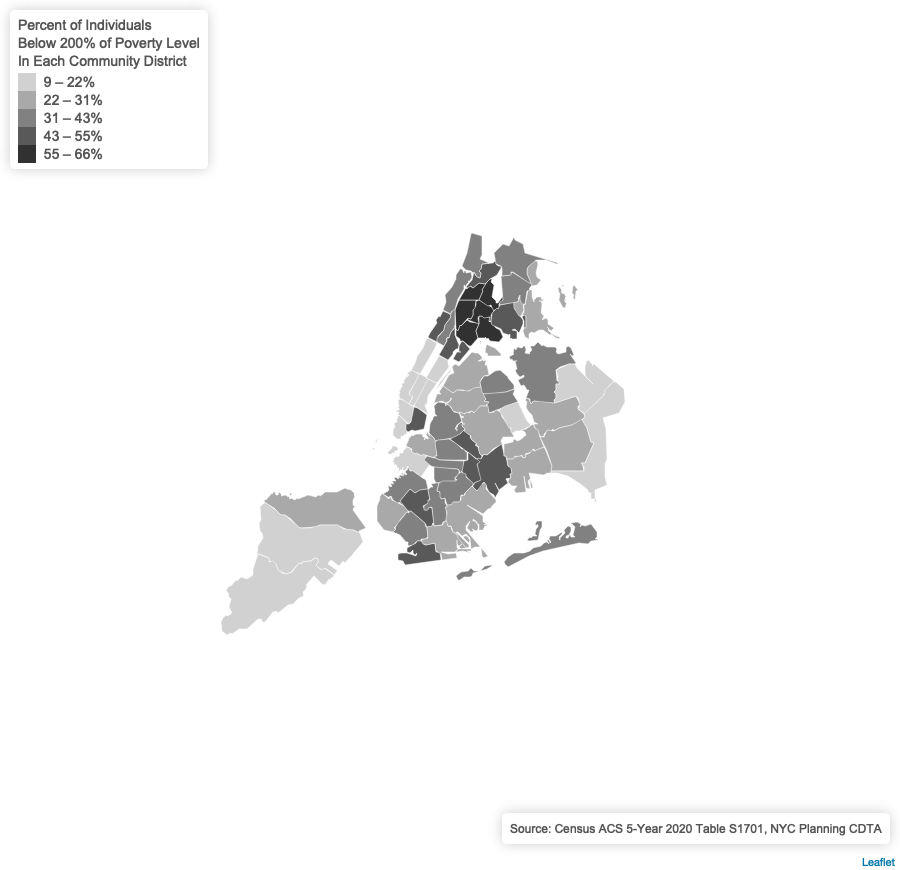 Percent of Individuals
Below 200% of Poverty Level
In Each Community District
9 – 22%
22 – 31%
31 – 43%
43 – 55%
55 – 66%
Source: Census ACS 5-Year 2020 Table S1701, NYC Planning CDTA
Leaflet